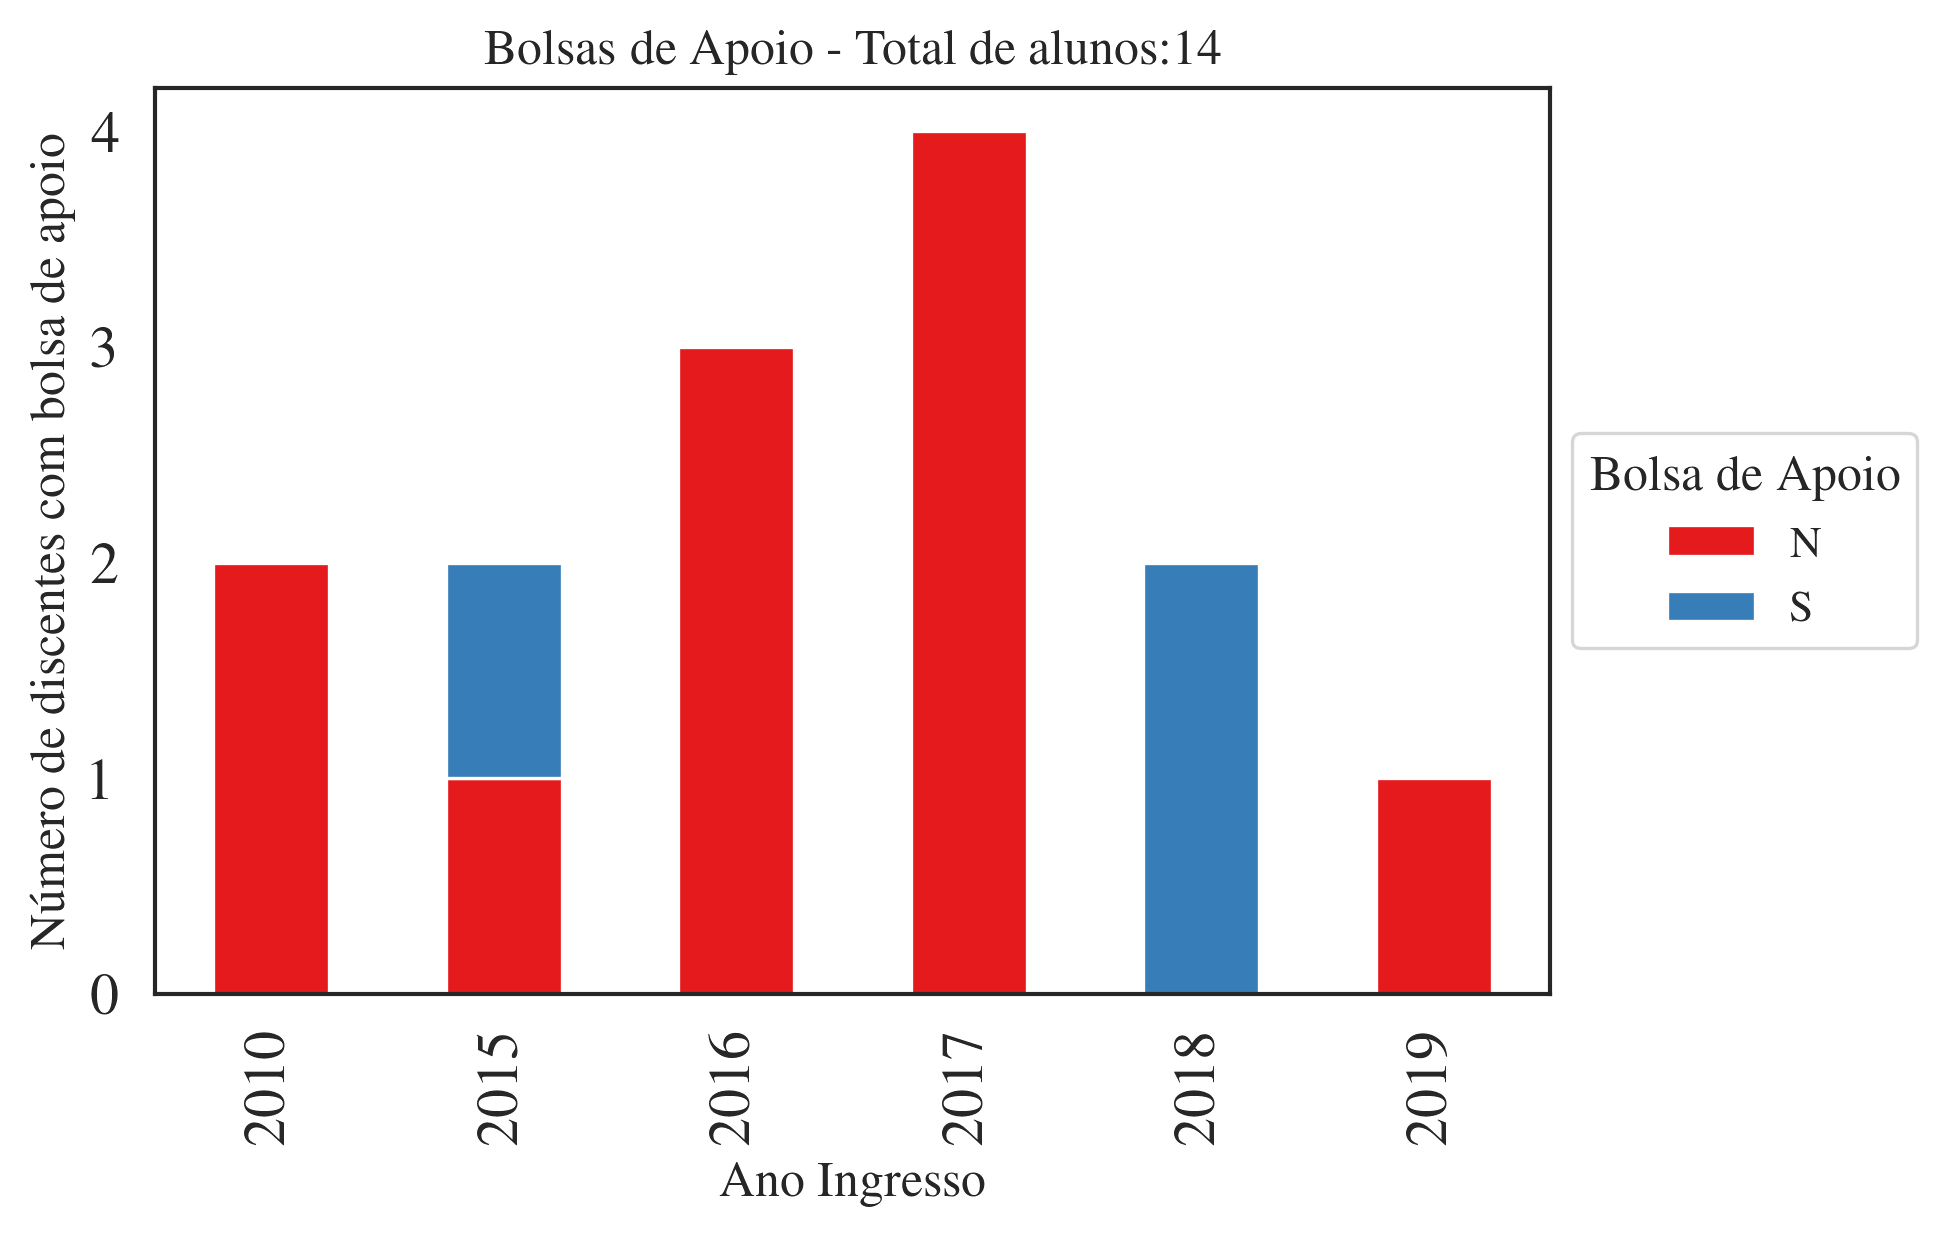 Bolsas de Apoio - Total de alunos:14
Número de discentes com bolsa de apoio
4
3
2
1
0
2010
2015
2016
2017
2018
2019
Ano Ingresso
Bolsa de Apoio
N
S